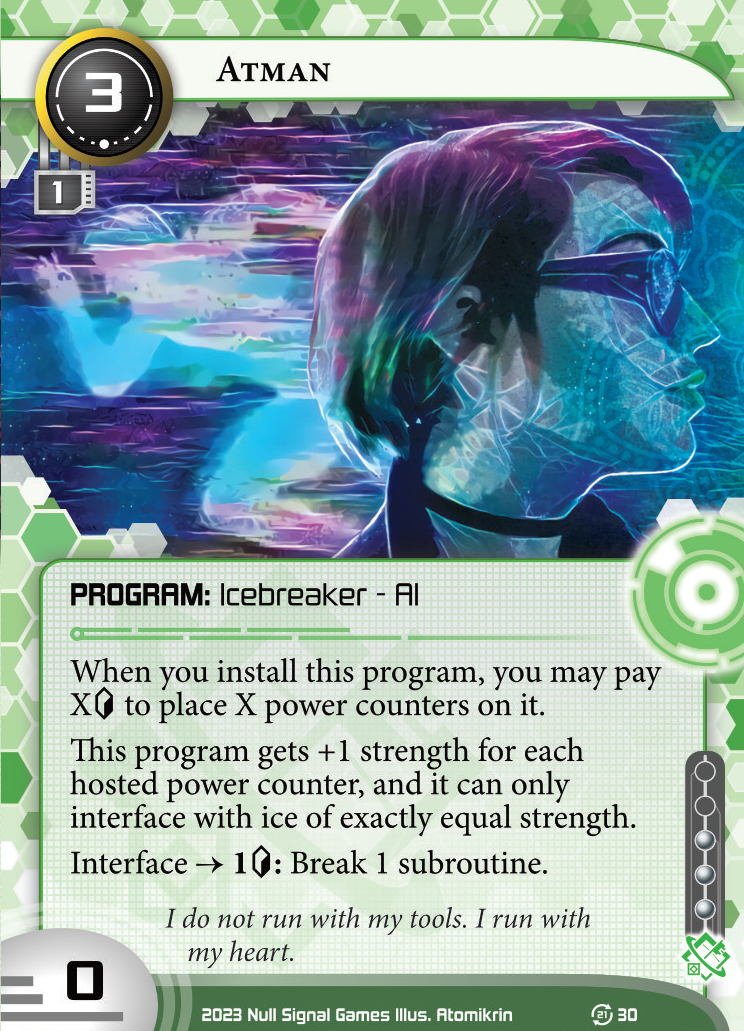 3
ATMAN
1
PROGRAM: Icebreaker - AI
When you install this program, you may pay
X to place X power counters on it.
This program gets +1 strength for each
hosted power counter, and it can only
interface with ice of exactly equal strength.
Interface → 1: Break 1 subroutine.
I do not run with my tools. I run with
my heart.
0
2023 Null Signal Games Illus. Atomikrin
21 30